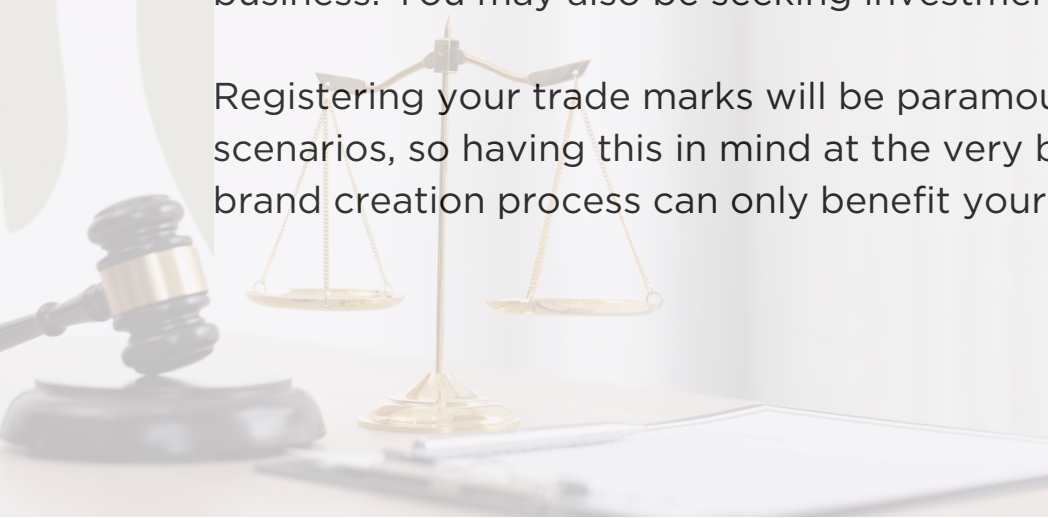 business. You may also be seeking
Registering your trade marks will be
scenarios, so having this in mind at the very
brand creation process can only benefit your